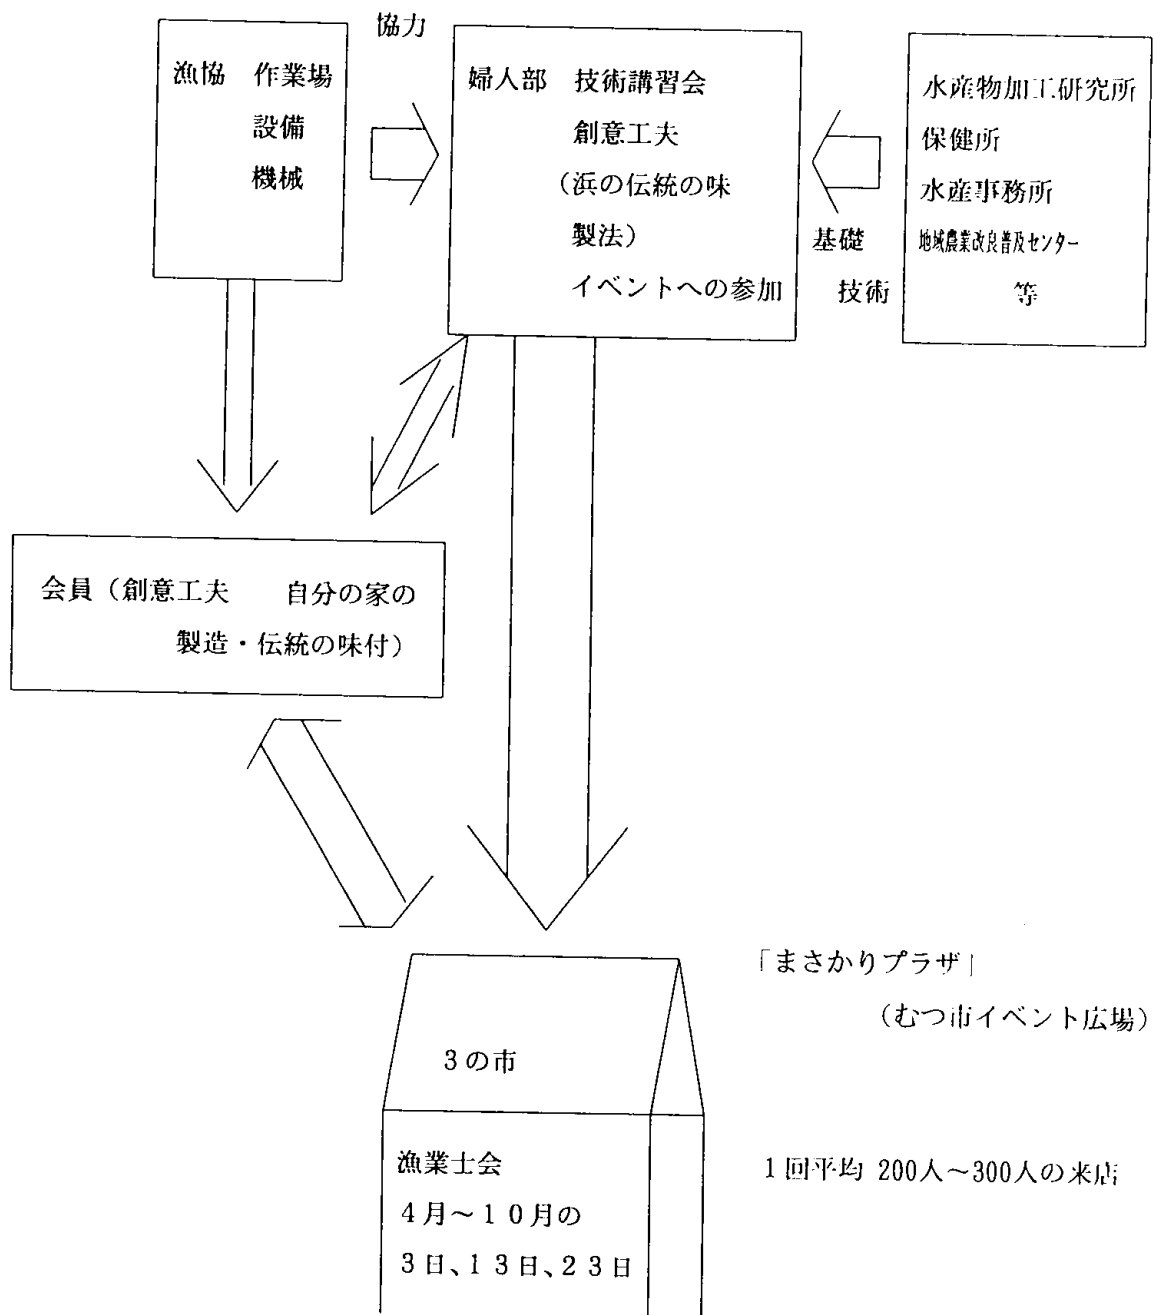 協力
漁協　作業場
設備
機械
婦人部　技術講習会
創意工夫
（浜の伝統の味
製法）
イベントへの参加
水産物加工研究所
保健所
水産事務所
地域農業改良普及センター
等
基礎
技術
会員（創意工夫　　自分の家の
製造・伝統の味付）
「まさかりプラザ」
（むつ市イベント広場）
３の市
漁業士会
４月～１０月の
３日、１３日、２３日
１回平均 200人～300人の来店